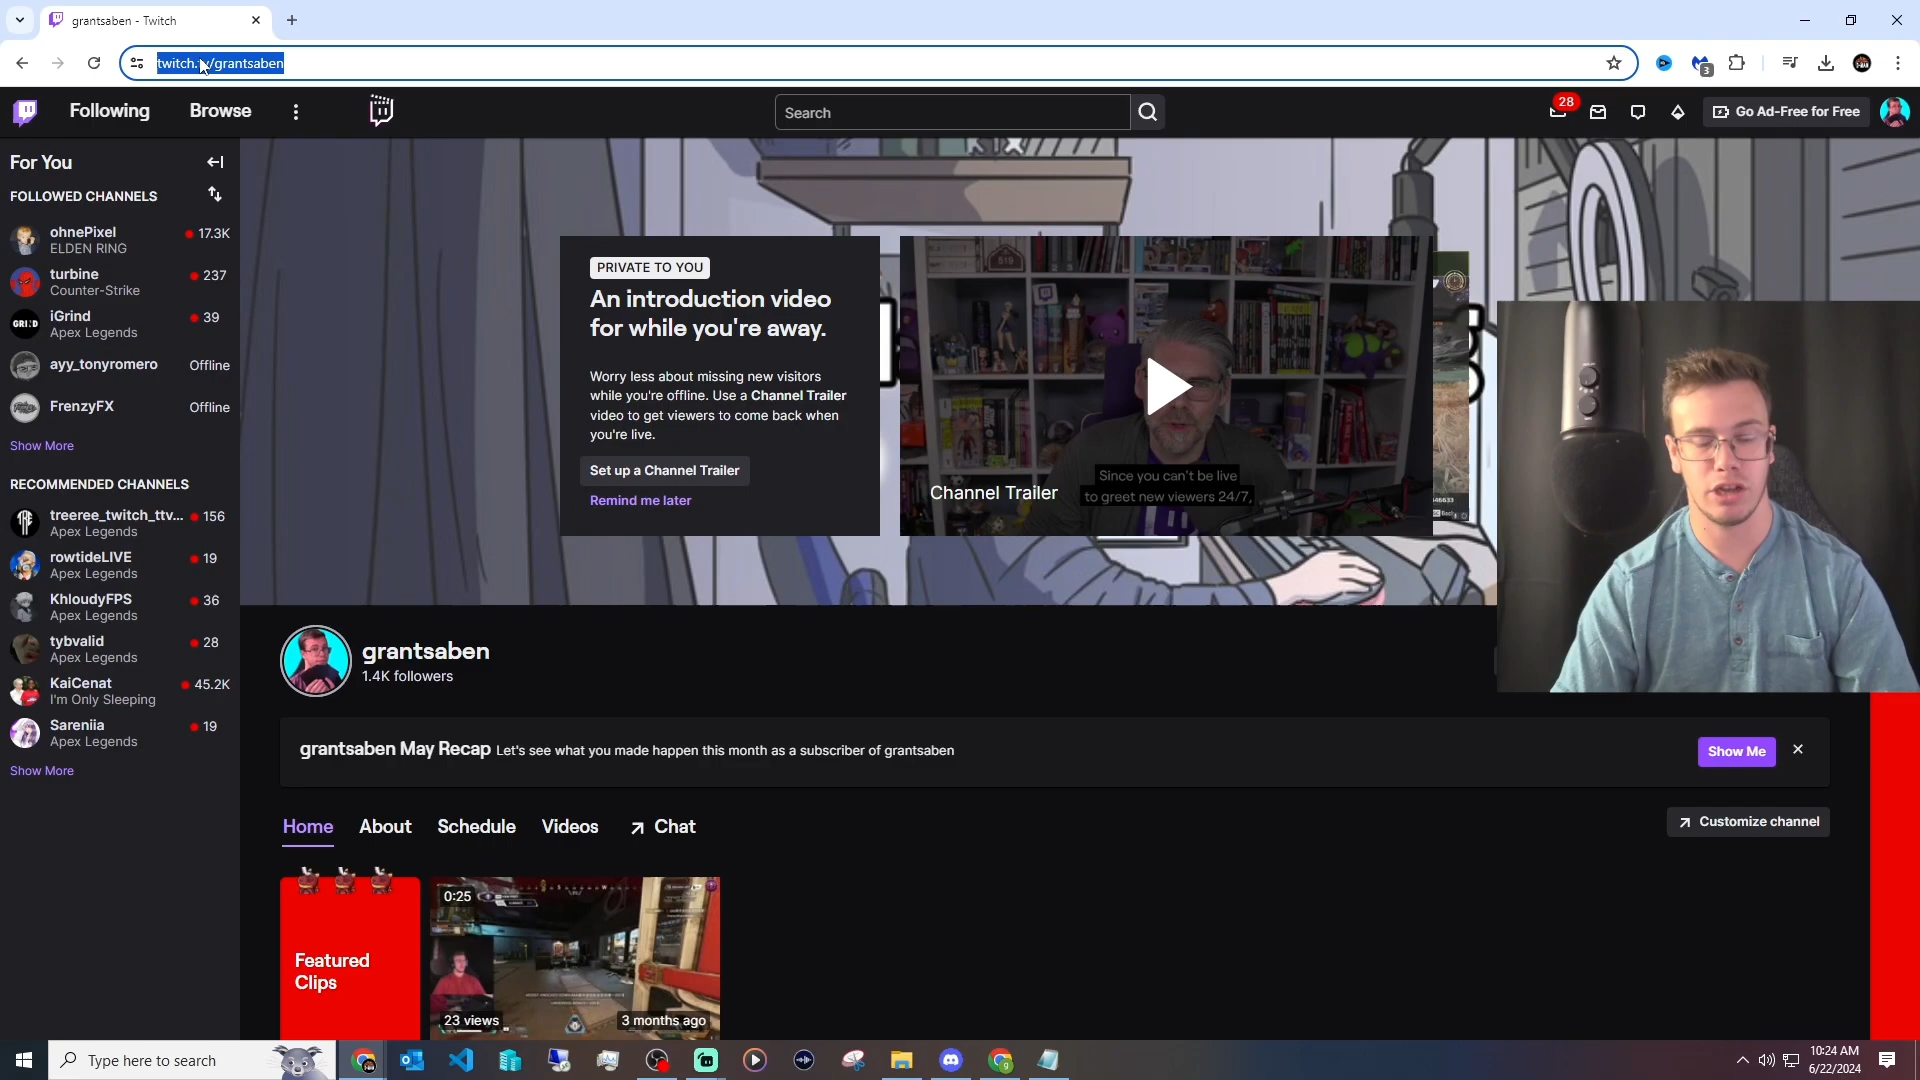 grantsaben - Twitch
twitch.tv/grantsaben
3
Following
Browse
Search
28
Go Ad-Free for Free
For You
FOLLOWED CHANNELS
ohnePixel
17.3K
ELDEN RING
turbine
237
Counter-Strike
GRIND
iGrind
39
Apex Legends
ayy_tonyromero
Offline
FrenzyFX
Offline
Show More
RECOMMENDED CHANNELS
treeree_twitch_ttv...
156
Apex Legends
rowtideLIVE
19
Apex Legends
KhloudyFPS
36
Apex Legends
tybvalid
28
Apex Legends
KaiCenat
45.2K
I'm Only Sleeping
Sareniia
19
Apex Legends
Show More
PRIVATE TO YOU
An introduction video
for while you're away.
Worry less about missing new visitors
while you're offline. Use a Channel Trailer
video to get viewers to come back when
you're live.
Set up a Channel Trailer
Remind me later
Channel Trailer
Since you can't be live
to greet new viewers 24/7,
grantsaben
1.4K followers
grantsaben May Recap Let's see what you made happen this month as a subscriber of grantsaben
Show Me
Home
About
Schedule
Videos
Chat
Customize channel
Featured
Clips
0:25
23 views
3 months ago
Type here to search
10:24 AM
6/22/2024